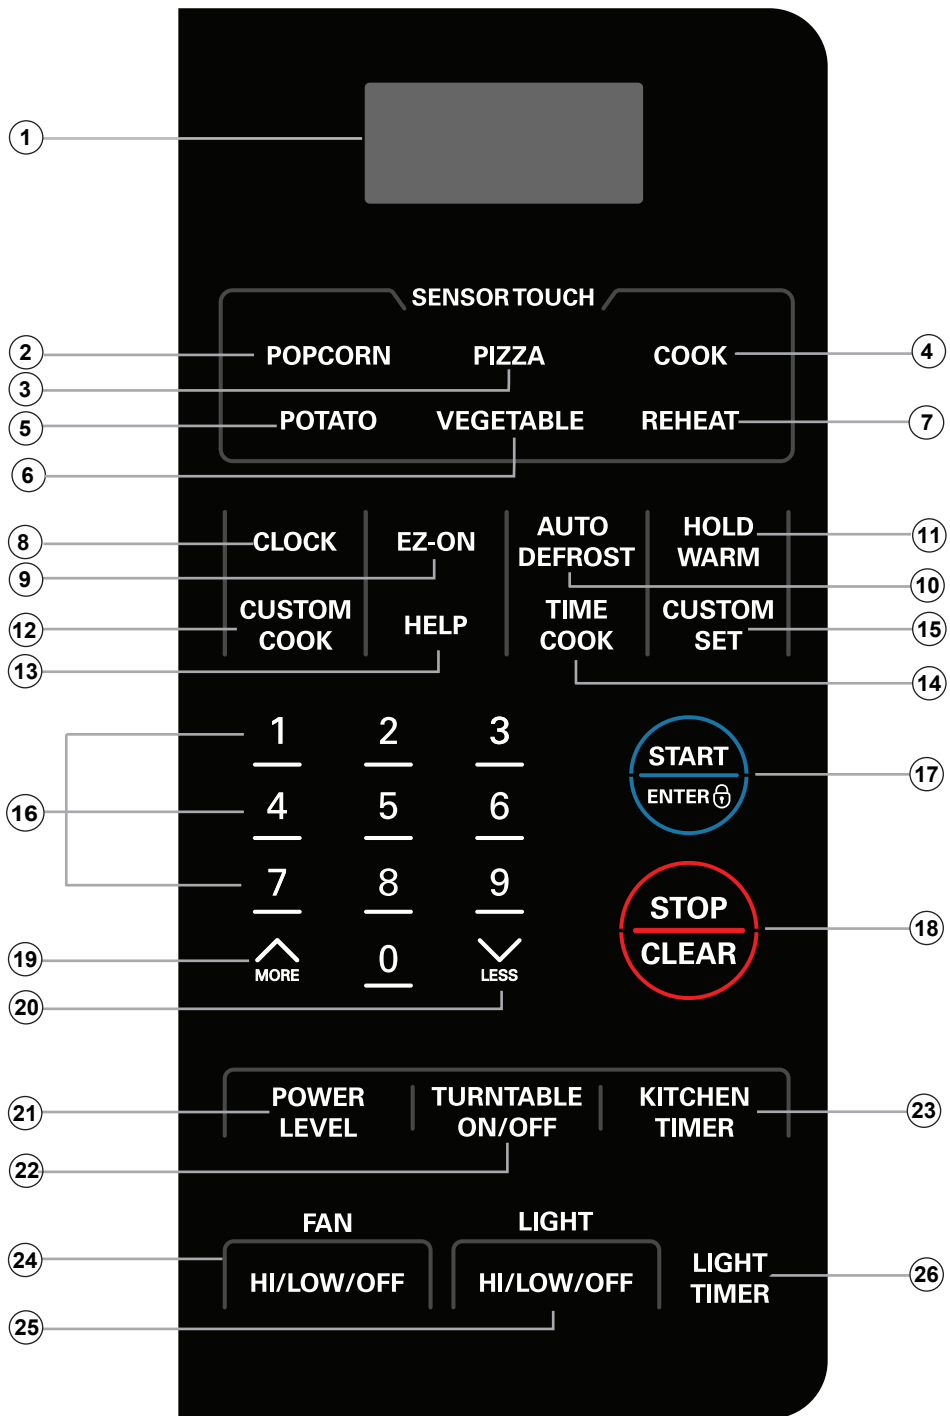 1
SENSOR TOUCH
2 POPCORN PIZZA COOK 4
3
5 POTATO VEGETABLE REHEAT 7
6
8 CLOCK EZ-ON AUTO DEFROST HOLD WARM 11
9 10
12 CUSTOM COOK HELP TIME COOK CUSTOM SET 15
13 14
1 2 3
START
ENTER
17
16 4 5 6
7 8 9
STOP
CLEAR
18
19 MORE 0 LESS
20
21 POWER LEVEL TURNTABLE ON/OFF KITCHEN TIMER 23
22
FAN LIGHT
24 HI/LOW/OFF HI/LOW/OFF LIGHT TIMER 26
25